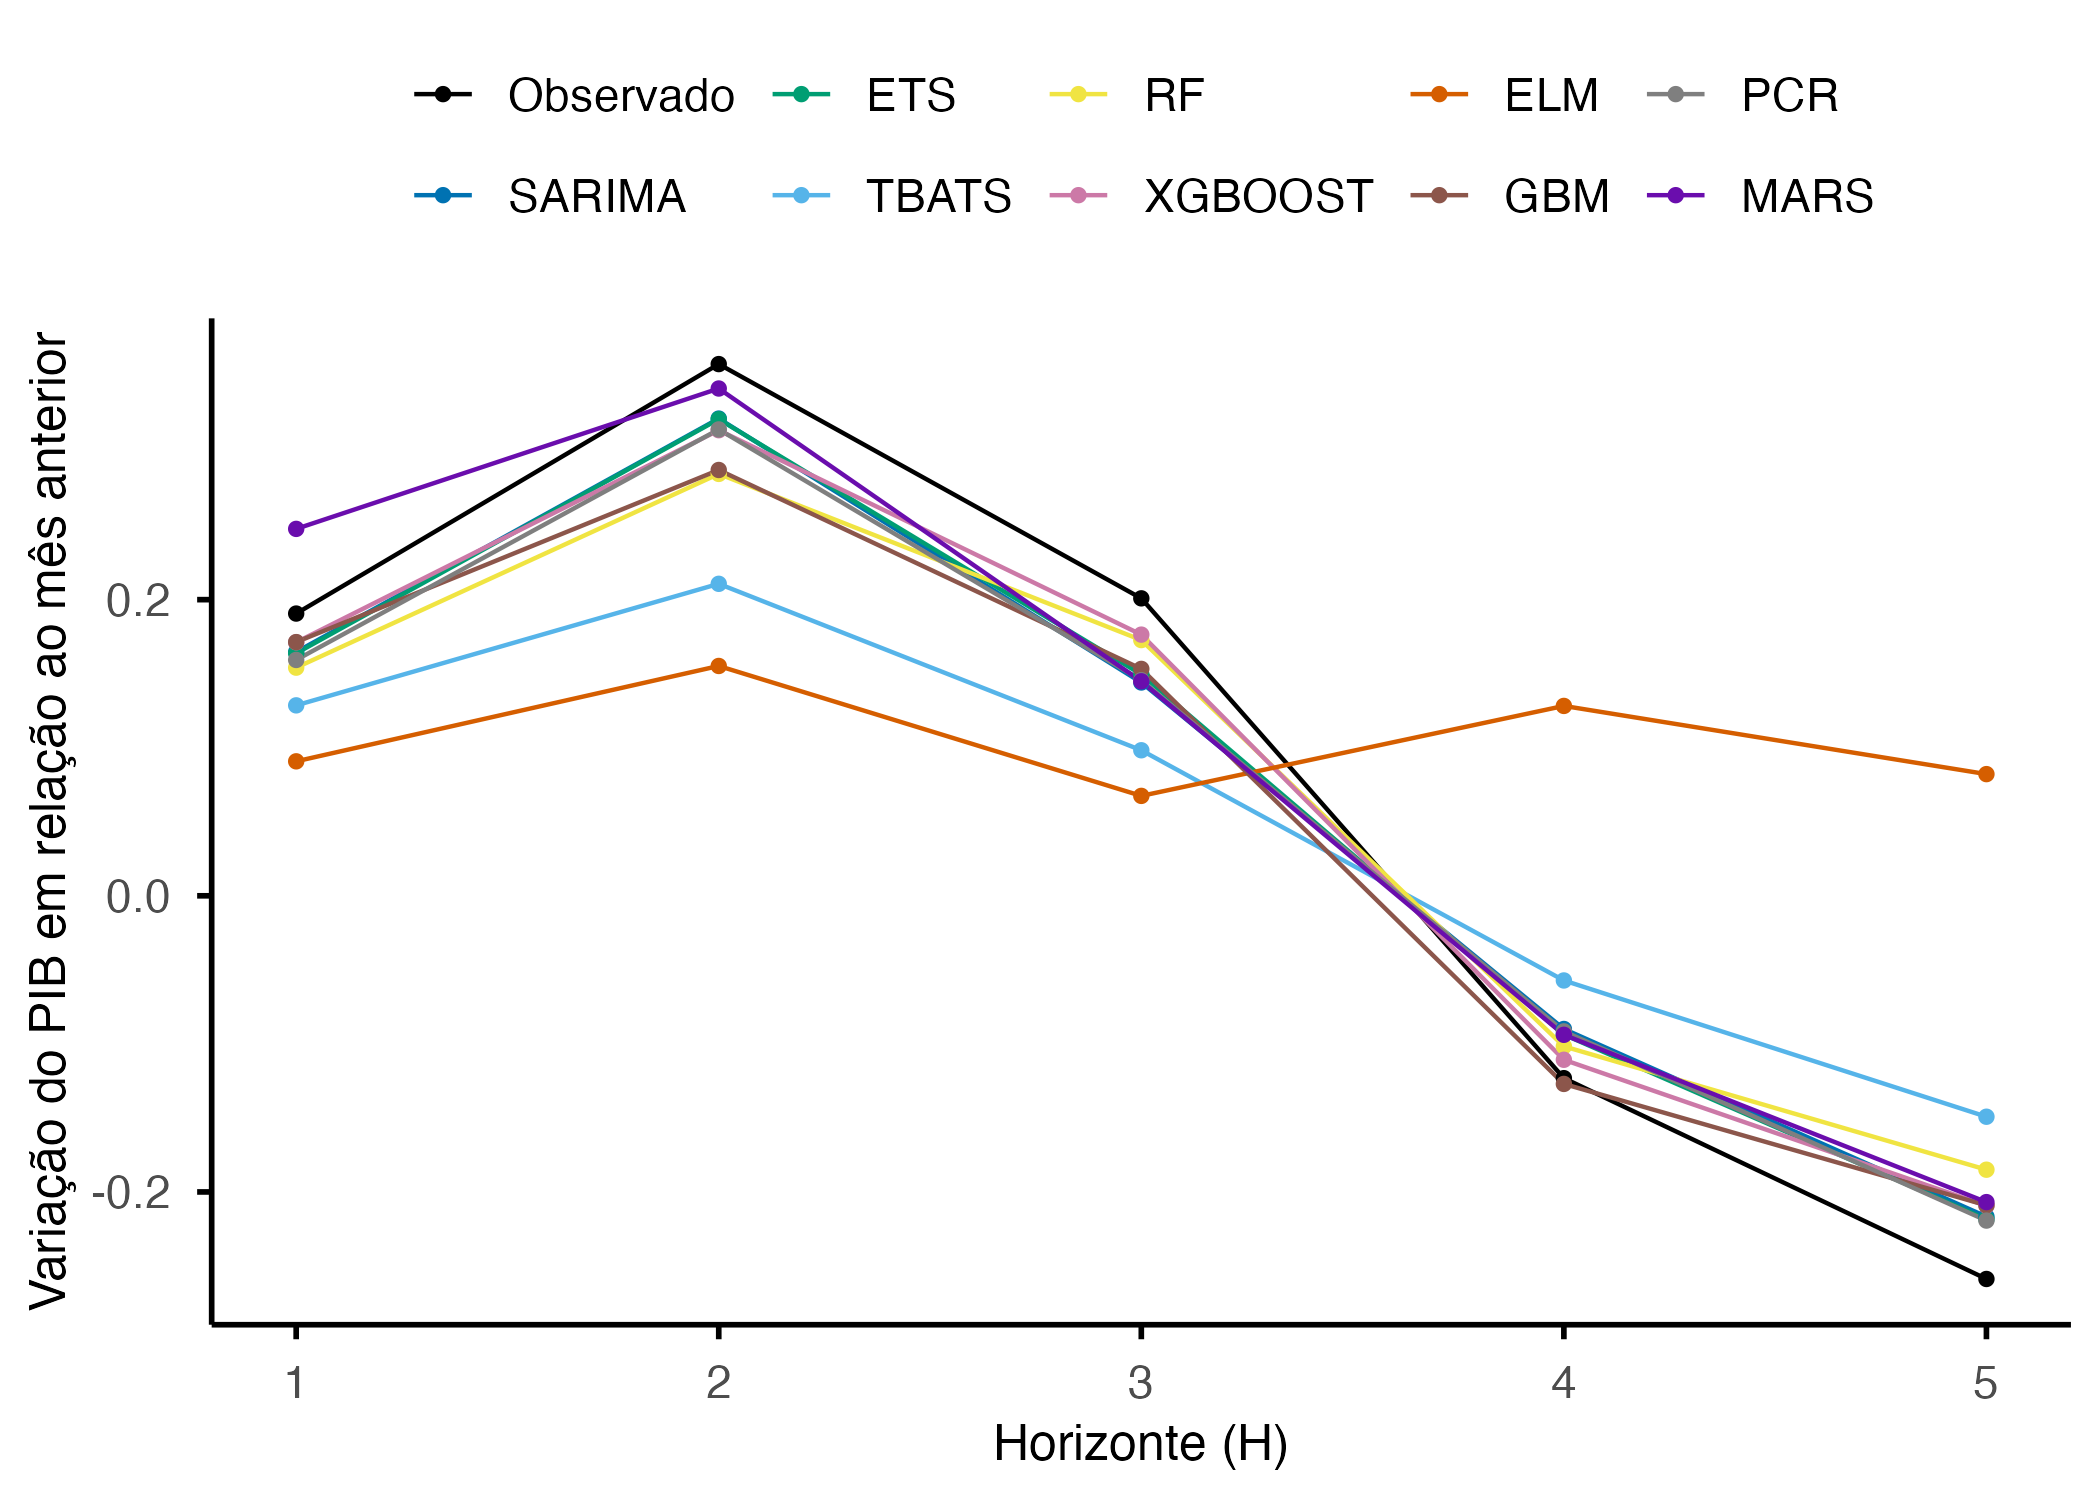 Observado ETS RF ELM PCR
SARIMA TBATS XGBOOST GBM MARS
Variação do PIB em relação ao mês anterior
0.2
0.0
-0.2
1 2 3 4 5
Horizonte (H)